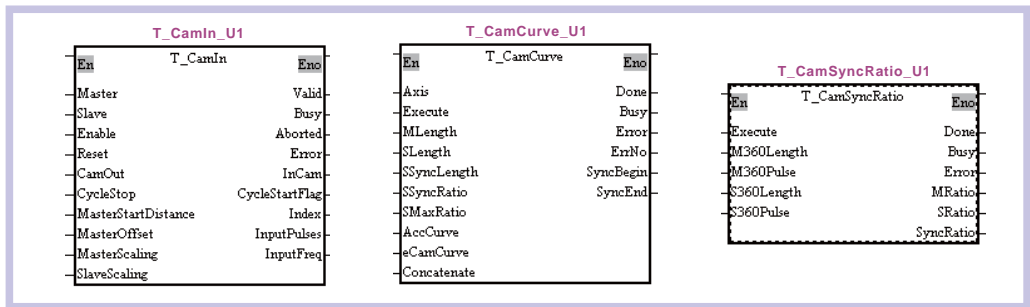 T_CamIn_U1
T_CamIn
En Eno
Master Valid
Slave Busy
Enable Aborted
Reset Error
CamOut InCam
CycleStop CycleStartFlag
MasterStartDistance Index
MasterOffset InputPulses
MasterScaling InputFreq
SlaveScaling
T_CamCurve_U1
T_CamCurve
En Eno
Axis Done
Execute Busy
MLength Error
SLength ErrNo
SSyncLength SyncBegin
SSyncRatio SyncEnd
SMaxRatio
AccCurve
eCamCurve
Concatenate
T_CamSyncRatio_U1
T_CamSyncRatio
En Eno
Execute Done
M360Length Busy
M360Pulse Error
S360Length MRatio
S360Pulse SRatio
SyncRatio